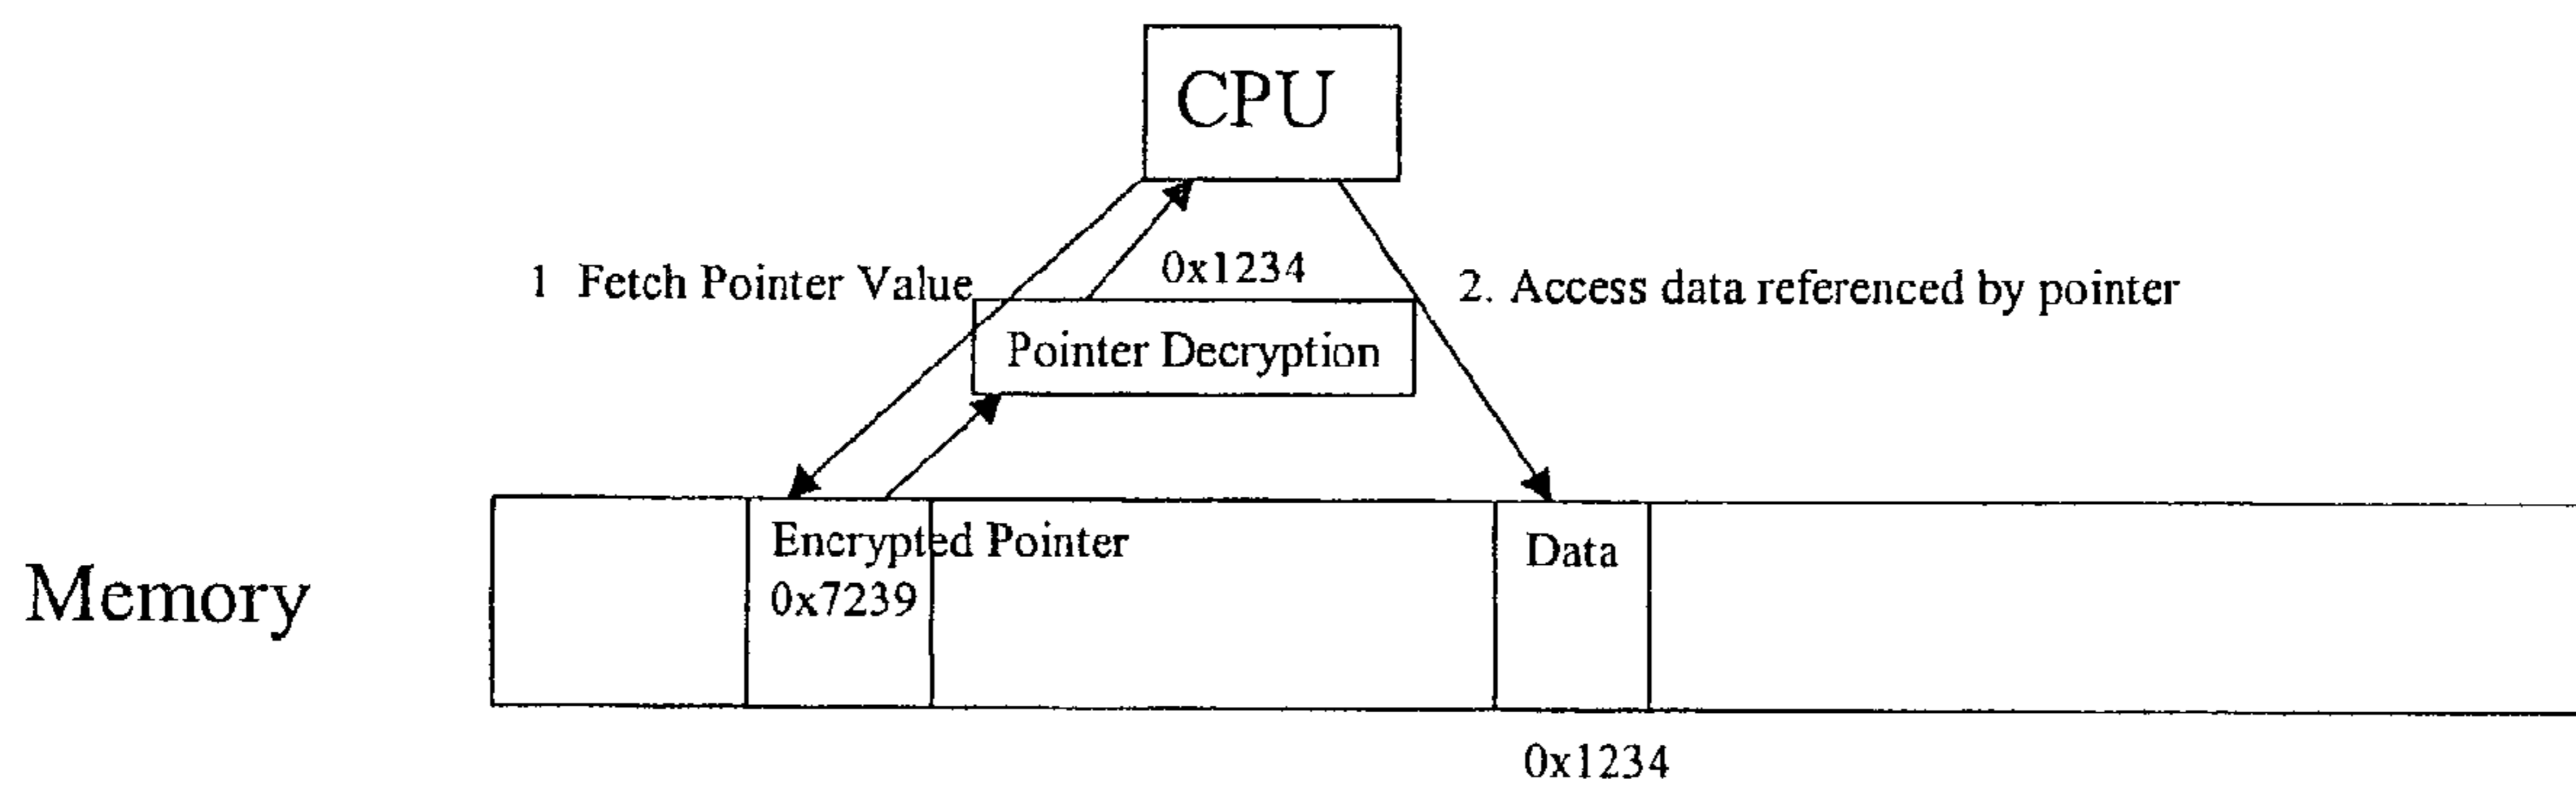 CPU
0x1234
1 Fetch Pointer Value
2. Access data referenced by pointer
Pointer Decryption
Memory
Encrypted Pointer
0x7239
Data
0x1234